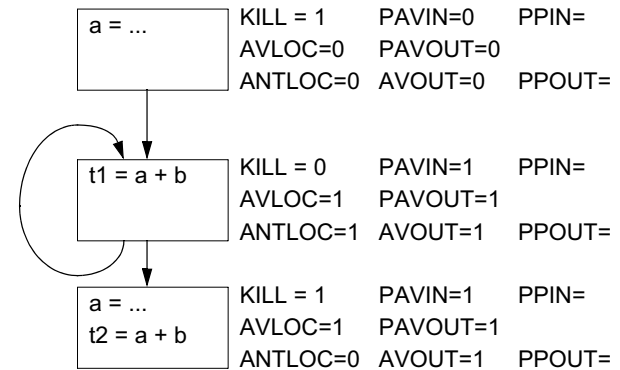 a = ...
KILL = 1 PAVIN=0 PPIN=
AVLOC=0 PAVOUT=0
ANTLOC=0 AVOUT=0 PPOUT=
t1 = a + b
KILL = 0 PAVIN=1 PPIN=
AVLOC=1 PAVOUT=1
ANTLOC=1 AVOUT=1 PPOUT=
a = ...
t2 = a + b
KILL = 1 PAVIN=1 PPIN=
AVLOC=1 PAVOUT=1
ANTLOC=0 AVOUT=1 PPOUT=